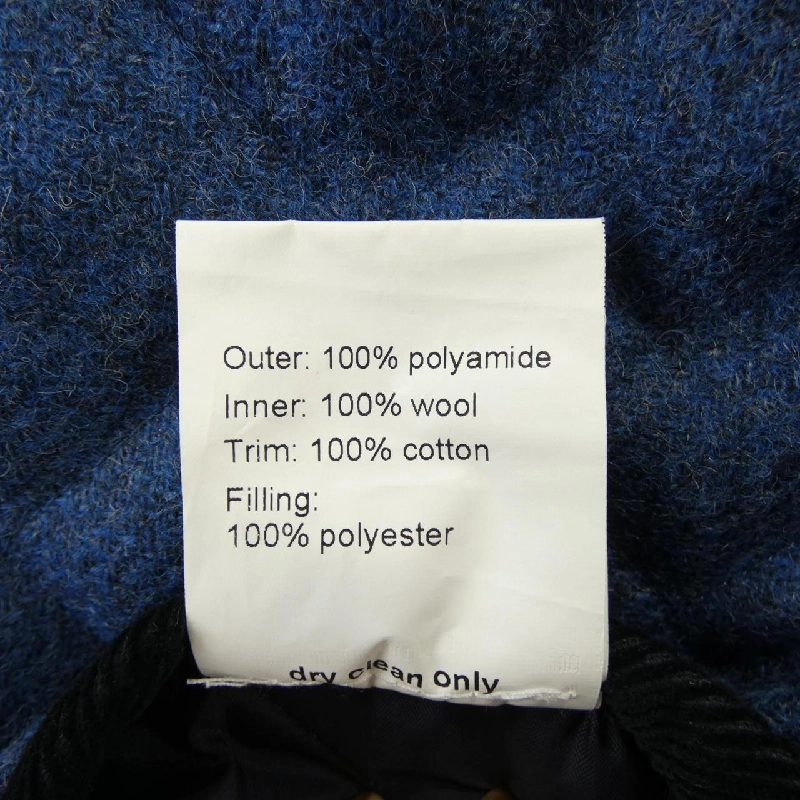 Outer: 100% polyamide
Inner: 100% wool
Trim: 100% cotton
Filling:
100% polyester
dry clean only